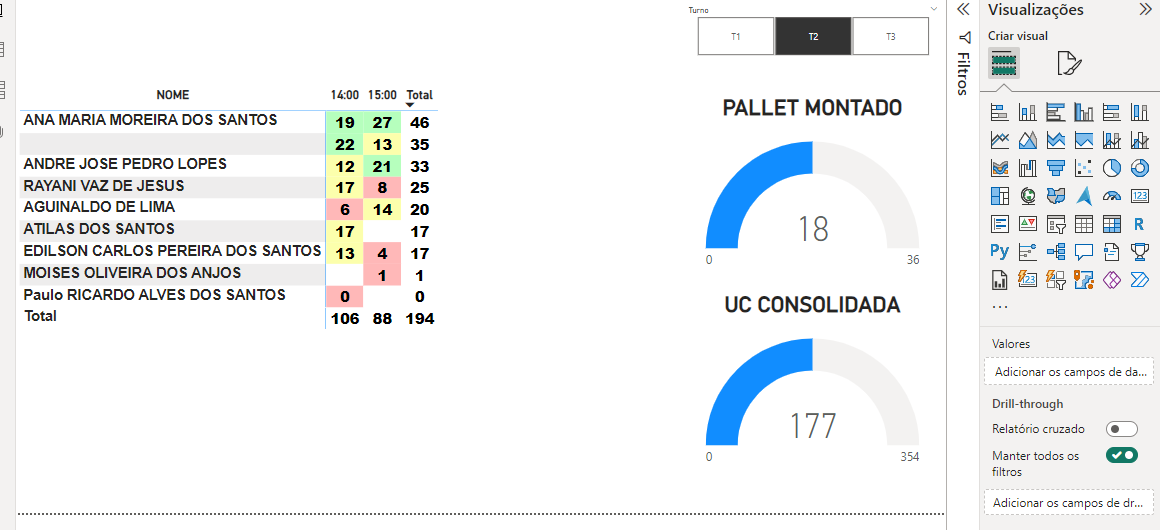 Turno
T1 T2 T3
NOME 14:00 15:00 Total
ANA MARIA MOREIRA DOS SANTOS 19 27 46
22 13 35
ANDRE JOSE PEDRO LOPES 12 21 33
RAYANI VAZ DE JESUS 17 8 25
AGUINALDO DE LIMA 6 14 20
ATILAS DOS SANTOS 17 17
EDILSON CARLOS PEREIRA DOS SANTOS 13 4 17
MOISES OLIVEIRA DOS ANJOS 1 1
Paulo RICARDO ALVES DOS SANTOS 0 0
Total 106 88 194
PALLET MONTADO
18
0 36
UC CONSOLIDADA
177
0 354
Filtros
Visualizações
Criar visual
123
R
Py
123
...
Valores
Adicionar os campos de da...
Drill-through
Relatório cruzado
Manter todos os
filtros
Adicionar os campos de dr...